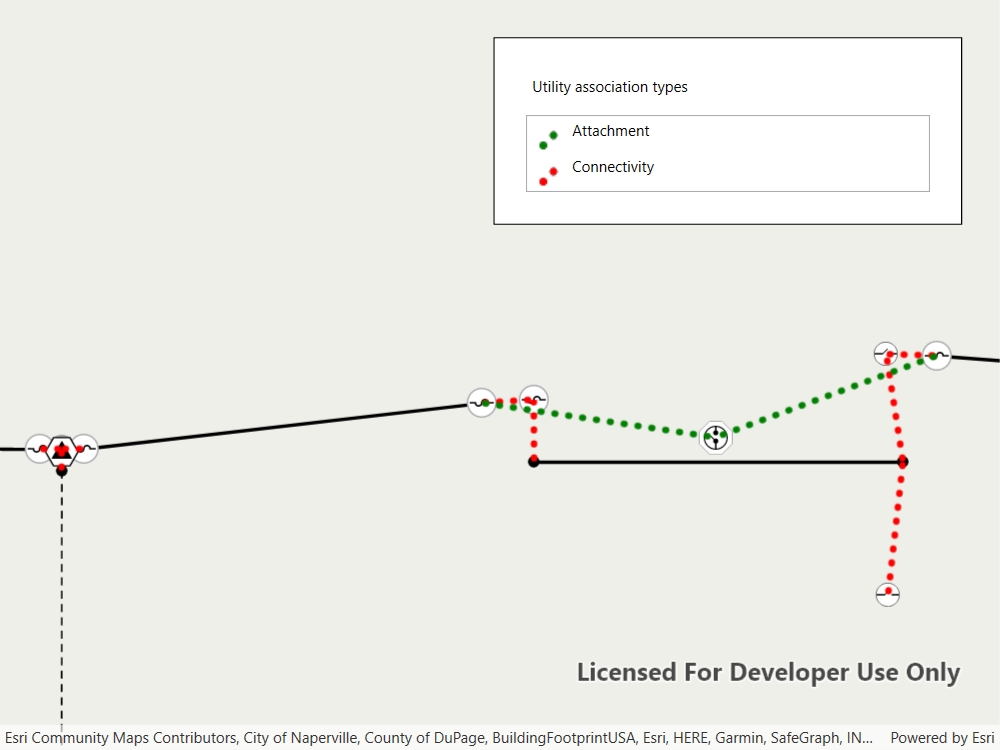 Utility association types
Attachment
Connectivity
Licensed For Developer Use Only
Esri Community Maps Contributors, City of Naperville, County of DuPage, BuildingFootprintUSA, Esri, HERE, Garmin, SafeGraph, IN... Powered by Esri